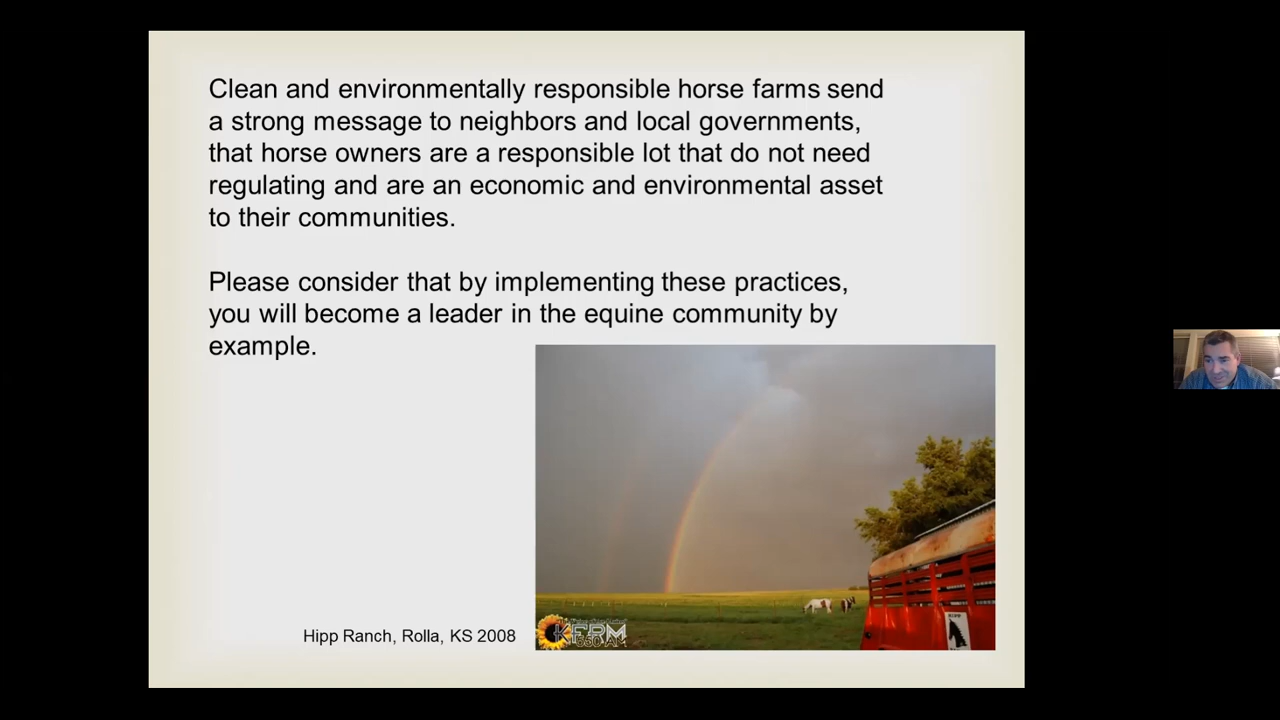 Clean and environmentally responsible horse farms send
a strong message to neighbors and local governments,
that horse owners are a responsible lot that do not need
regulating and are an economic and environmental asset
to their communities.
Please consider that by implementing these practices,
you will become a leader in the equine community by
example.
Hipp Ranch, Rolla, KS 2008
KFRM
550 AM
HIPP